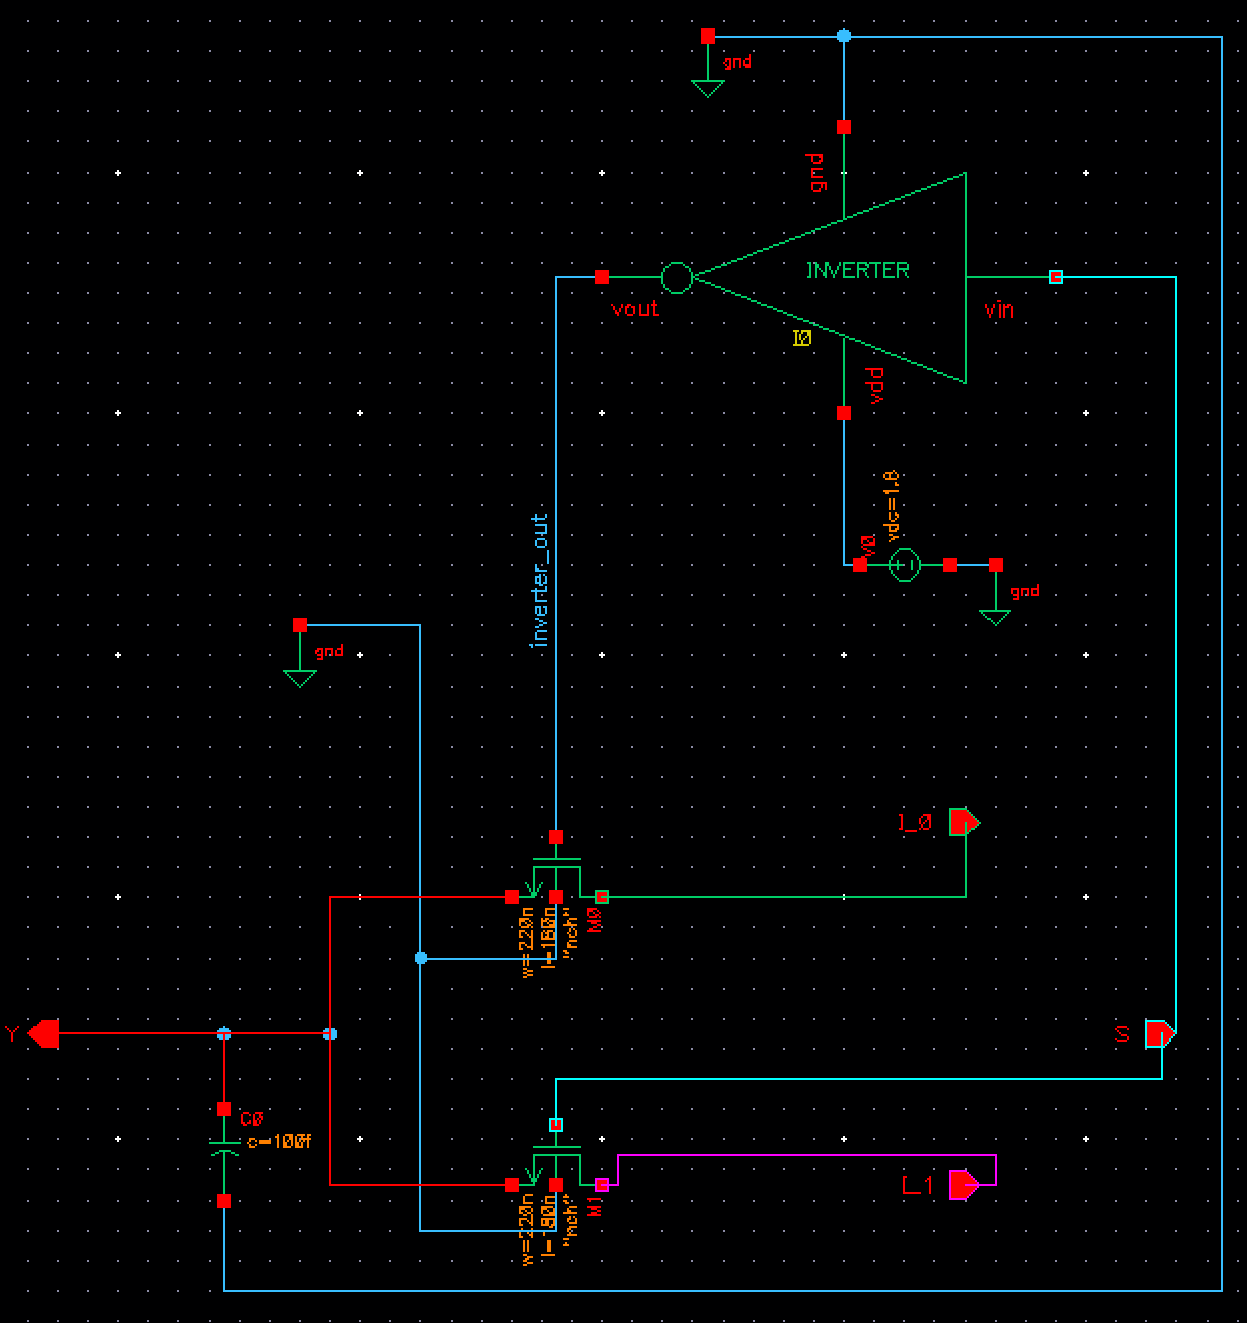 gnd
gnd
INVERTER
vout
vin
I0
vdd
vdc=1.8
V0
gnd
inverter_out
gnd
I_0
w=220n
l=180n
"nch"
M0
Y
S
C0
c=100f
w=220n
l=180n
"nch"
M1